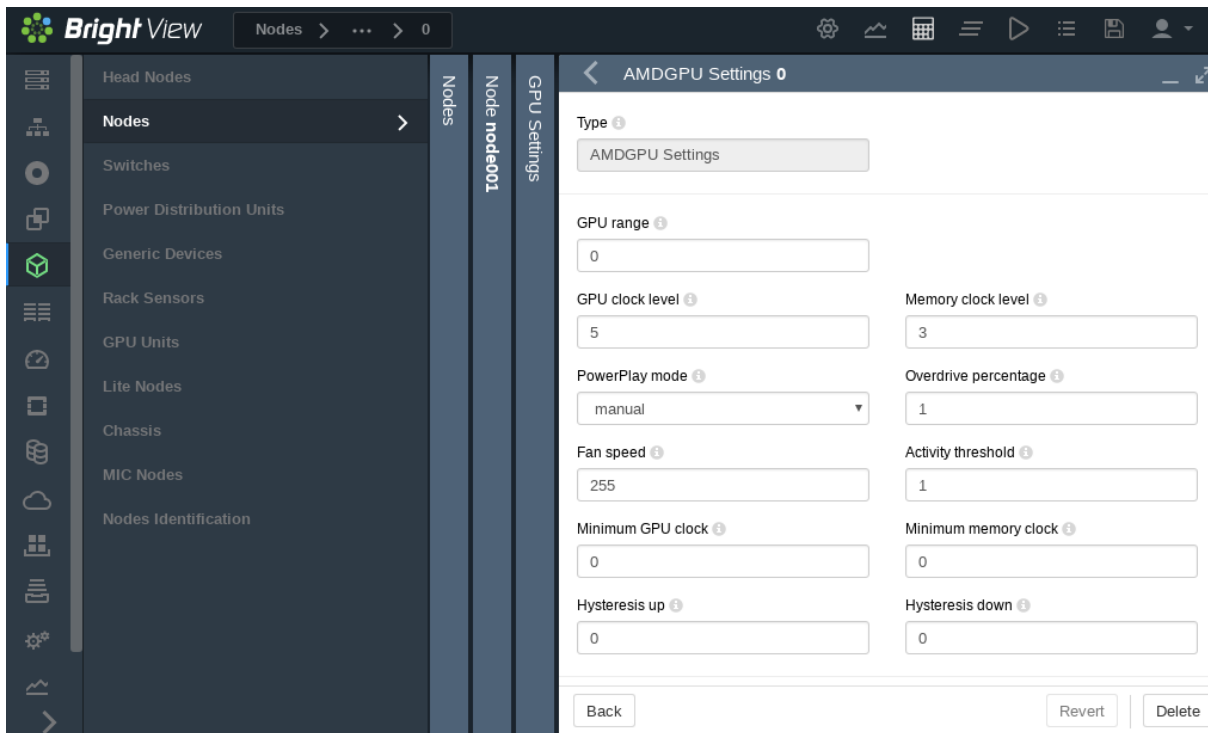 Bright View
Nodes > ... > 0
Head Nodes
Nodes
Switches
Power Distribution Units
Generic Devices
Rack Sensors
GPU Units
Lite Nodes
Chassis
MIC Nodes
Nodes Identification
Nodes
Node node001
GPU Settings
AMDGPU Settings 0
Type
AMDGPU Settings
GPU range
0
GPU clock level
Memory clock level
5
3
PowerPlay mode
Overdrive percentage
manual
1
Fan speed
Activity threshold
255
1
Minimum GPU clock
Minimum memory clock
0
0
Hysteresis up
Hysteresis down
0
0
Back
Revert
Delete